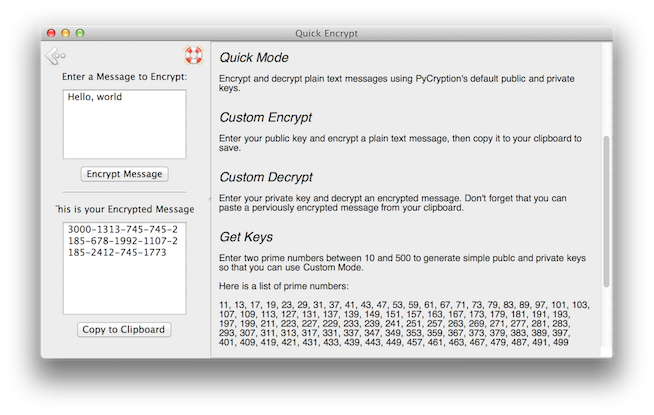 Quick Encrypt
Enter a Message to Encrypt:
Hello, world
Encrypt Message
This is your Encrypted Message
3000-1313-745-745-2
185-678-1992-1107-2
185-2412-745-1773
Copy to Clipboard
Quick Mode
Encrypt and decrypt plain text messages using PyCryption's default public and private
keys.
Custom Encrypt
Enter your public key and encrypt a plain text message, then copy it to your clipboard to
save.
Custom Decrypt
Enter your private key and decrypt an encrypted message. Don't forget that you can
paste a perviously encrypted message from your clipboard.
Get Keys
Enter two prime numbers between 10 and 500 to generate simple publc and private keys
so that you can use Custom Mode.
Here is a list of prime numbers:
11, 13, 17, 19, 23, 29, 31, 37, 41, 43, 47, 53, 59, 61, 67, 71, 73, 79, 83, 89, 97, 101, 103,
107, 109, 113, 127, 131, 137, 139, 149, 151, 157, 163, 167, 173, 179, 181, 191, 193,
197, 199, 211, 223, 227, 229, 233, 239, 241, 251, 257, 263, 269, 271, 277, 281, 283,
293, 307, 311, 313, 317, 331, 337, 347, 349, 353, 359, 367, 373, 379, 383, 389, 397,
401, 409, 419, 421, 431, 433, 439, 443, 449, 457, 461, 463, 467, 479, 487, 491, 499